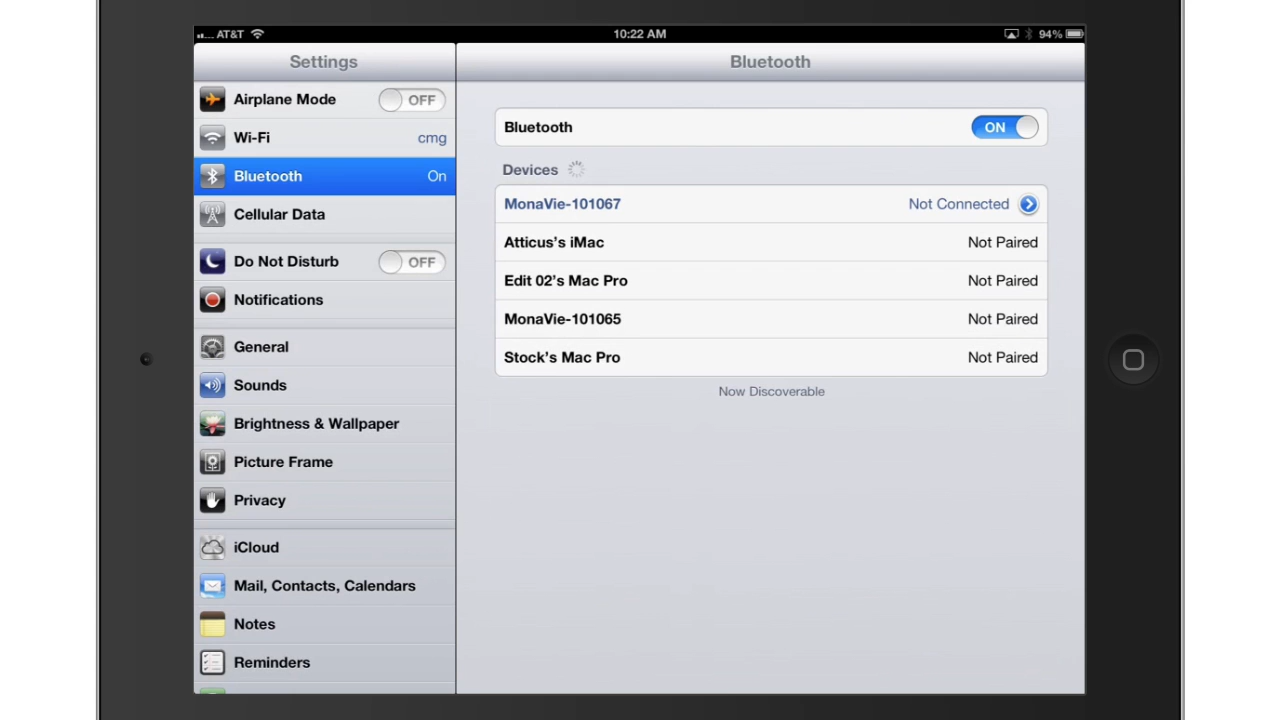 AT&T 10:22 AM 94%
Settings
Airplane Mode OFF
Wi-Fi cmg
Bluetooth On
Cellular Data
Do Not Disturb OFF
Notifications
General
Sounds
Brightness & Wallpaper
Picture Frame
Privacy
iCloud
Mail, Contacts, Calendars
Notes
Reminders
Bluetooth
Bluetooth ON
Devices
MonaVie-101067 Not Connected
Atticus’s iMac Not Paired
Edit 02’s Mac Pro Not Paired
MonaVie-101065 Not Paired
Stock’s Mac Pro Not Paired
Now Discoverable